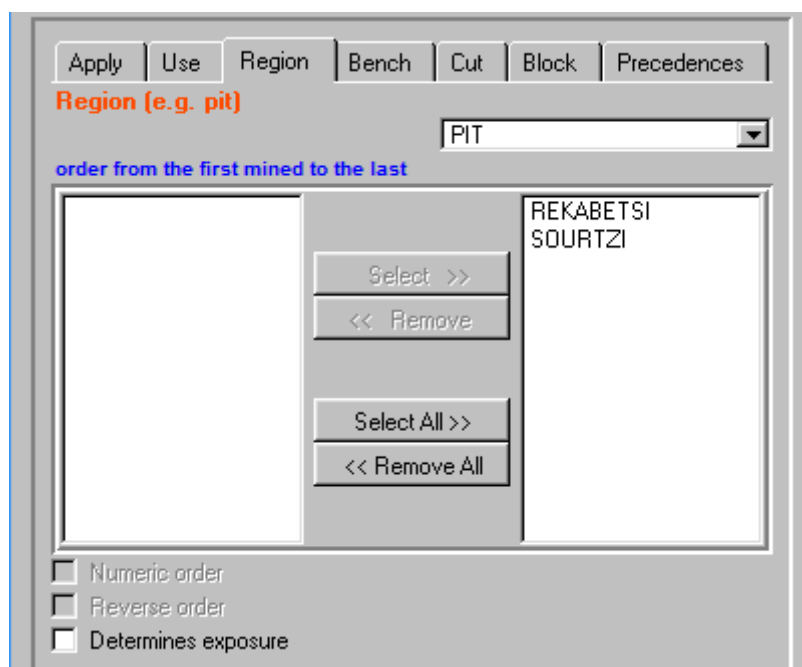 Apply Use Region Bench Cut Block Precedences
Region (e.g. pit)
PIT
order from the first mined to the last
REKABETSI
SOURTZI
Select >>
<< Remove
Select All >>
<< Remove All
Numeric order
Reverse order
Determines exposure